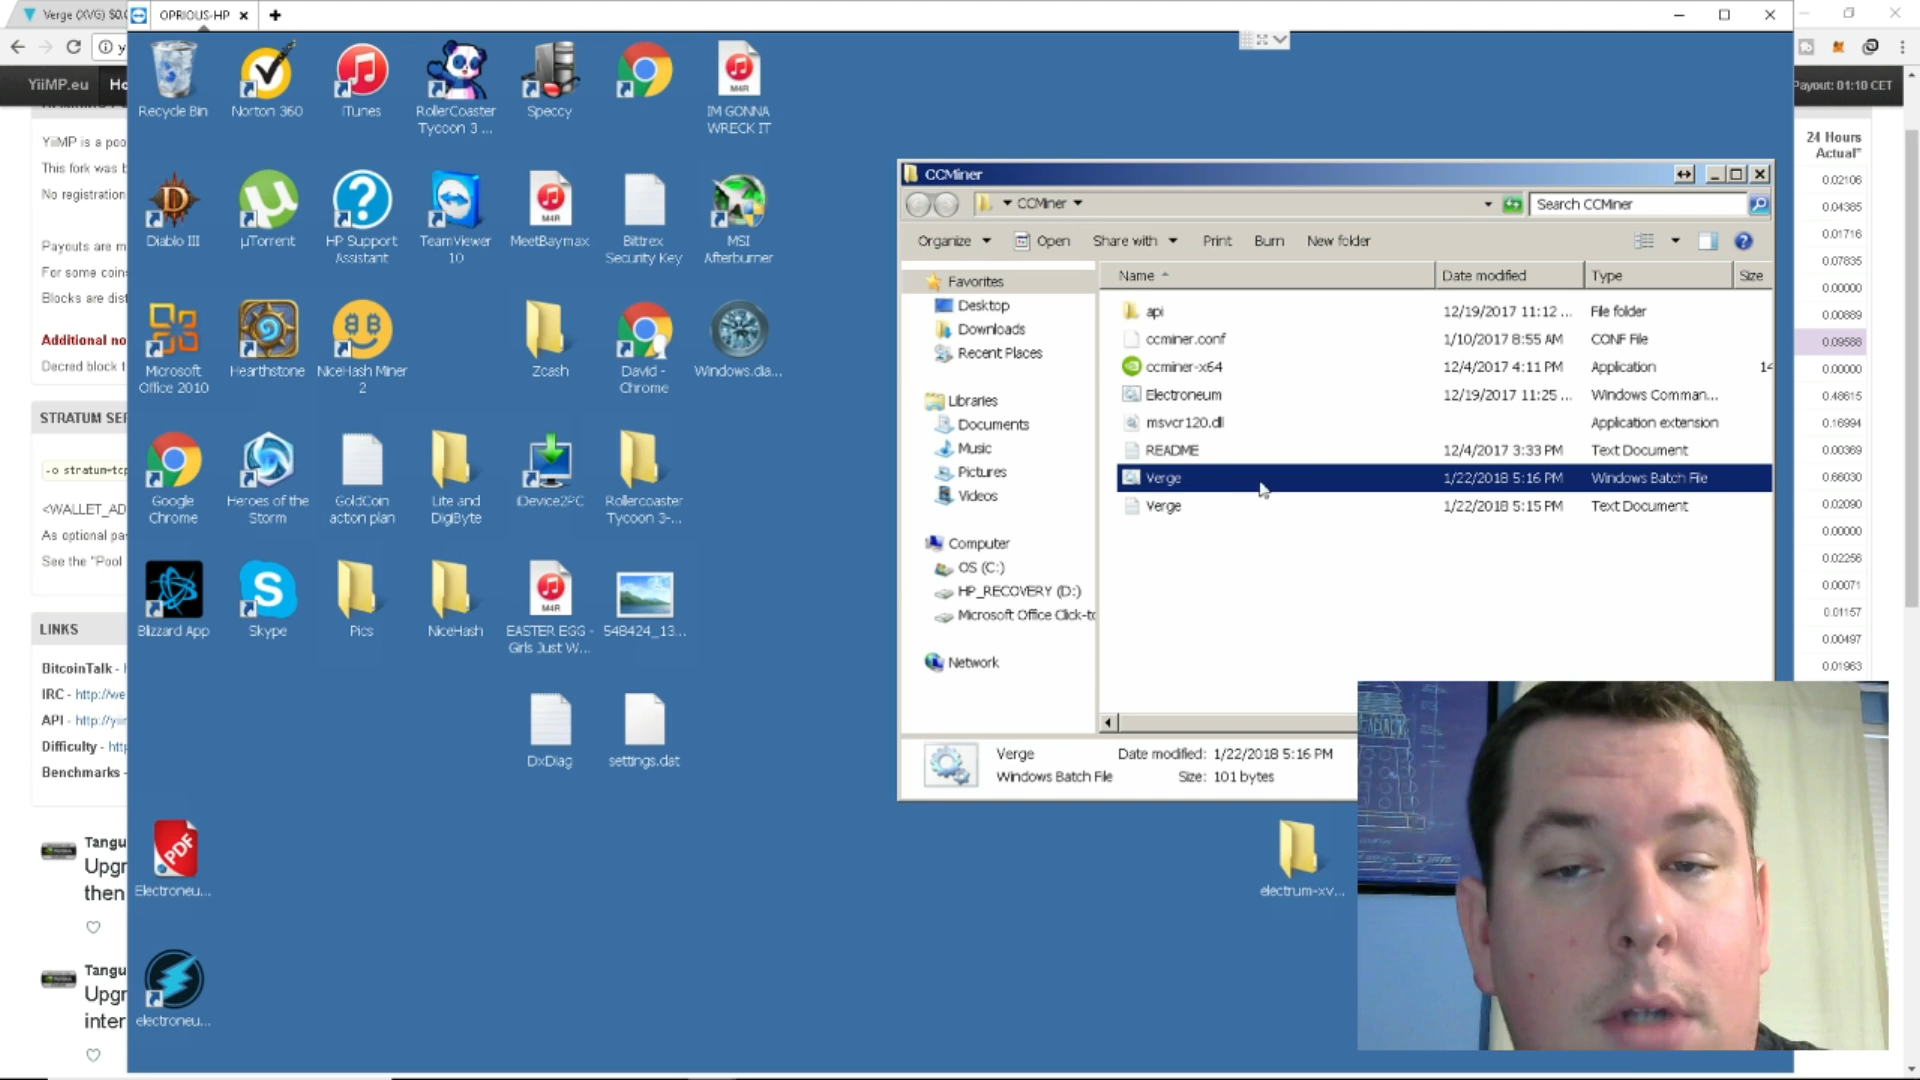 Verge (XVG) $0.0
OPRIOUS-HP
YiiMP.eu
Ho
Payout: 01:10 CET
YiiMP is a poo
This fork was b
No registration
Payouts are m
For some coin
Blocks are dist
Additional no
Decred block t
STRATUM SER
-o stratum+tcp
<WALLET_AD
As optional pa
See the "Pool
LINKS
BitcoinTalk -
IRC - http://we
API - http://yiin
Difficulty - http
Benchmarks -
Tangu
Upgr
then
Tangu
Upgr
inter
Recycle Bin
Norton 360
iTunes
RollerCoaster
Tycoon 3 ...
Speccy
IM GONNA
WRECK IT
Diablo III
µTorrent
HP Support
Assistant
TeamViewer
10
MeetBaymax
Bittrex
Security Key
MSI
Afterburner
Microsoft
Office 2010
Hearthstone
NiceHash Miner
2
Zcash
David -
Chrome
Windows.dia...
Google
Chrome
Heroes of the
Storm
GoldCoin
action plan
Lite and
DigiByte
iDevice2PC
Rollercoaster
Tycoon 3-...
Blizzard App
Skype
Pics
NiceHash
EASTER EGG -
Girls Just W...
548424_13...
DxDiag
settings.dat
PDF
Electroneu...
electroneu...
electrum-xv...
M4R
M4R
M4R
CCMiner
CCMiner
Search CCMiner
Organize
Open
Share with
Print
Burn
New folder
Favorites
Desktop
Downloads
Recent Places
Libraries
Documents
Music
Pictures
Videos
Computer
OS (C:)
HP_RECOVERY (D:)
Microsoft Office Click-to
Network
Name Date modified Type Size
api 12/19/2017 11:12 ... File folder
ccminer.conf 1/10/2017 8:55 AM CONF File
ccminer-x64 12/4/2017 4:11 PM Application 14
Electroneum 12/19/2017 11:25 ... Windows Comman...
msvcr120.dll Application extension
README 12/4/2017 3:33 PM Text Document
Verge 1/22/2018 5:16 PM Windows Batch File
Verge 1/22/2018 5:15 PM Text Document
Verge Date modified: 1/22/2018 5:16 PM
Windows Batch File Size: 101 bytes
24 Hours
Actual*
0.02106
0.04385
0.01716
0.07835
0.00000
0.00889
0.09588
0.00000
0.48615
0.16994
0.00369
0.66030
0.02090
0.00000
0.02256
0.00071
0.01157
0.00497
0.01963